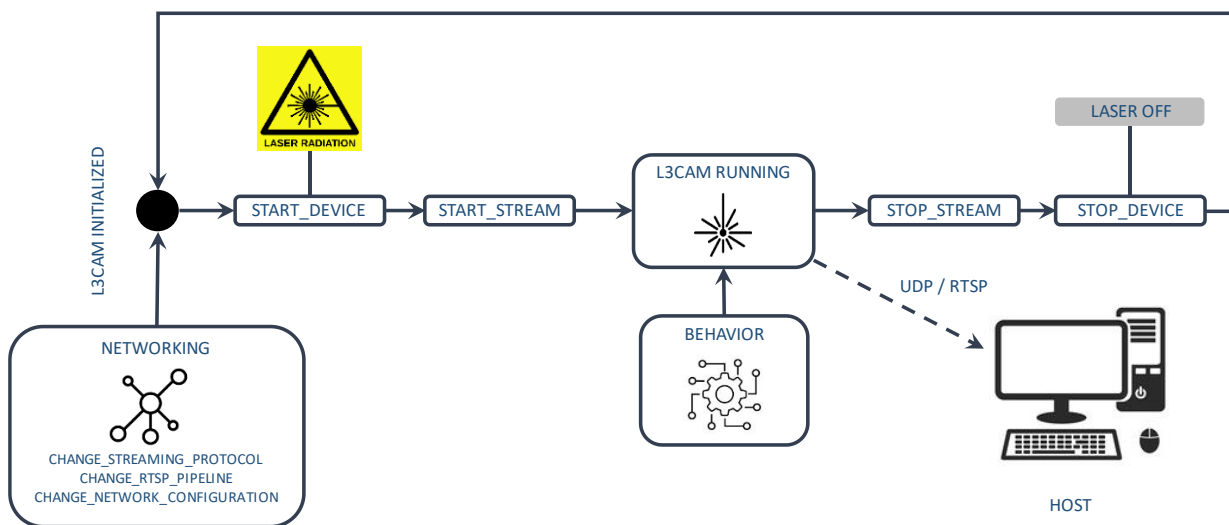 LASER OFF
LASER RADIATION
L3CAM INITIALIZED
L3CAM RUNNING
START_DEVICE
START_STREAM
STOP_STREAM
STOP_DEVICE
UDP / RTSP
NETWORKING
BEHAVIOR
CHANGE_STREAMING_PROTOCOL
CHANGE_RTSP_PIPELINE
CHANGE_NETWORK_CONFIGURATION
HOST